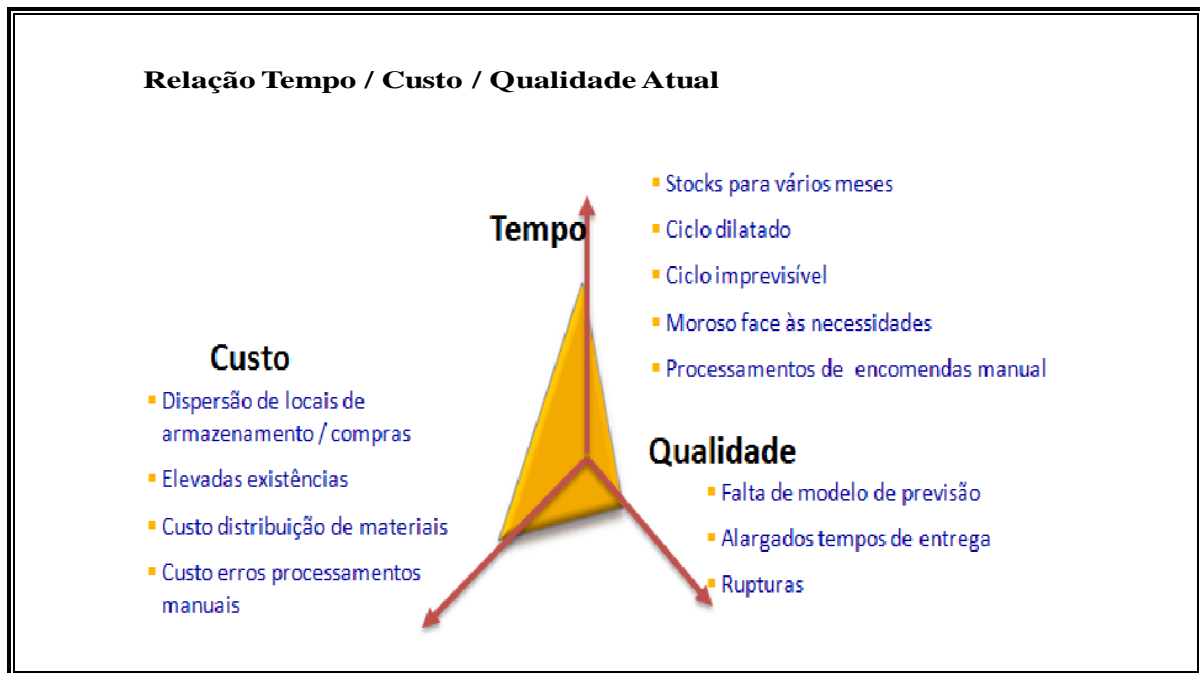 Relação Tempo / Custo / Qualidade Atual
Tempo
▪ Stocks para vários meses
▪ Ciclo dilatado
▪ Ciclo imprevisível
▪ Moroso face às necessidades
▪ Processamentos de encomendas manual
Custo
▪ Dispersão de locais de
armazenamento / compras
▪ Elevadas existências
▪ Custo distribuição de materiais
▪ Custo erros processamentos
manuais
Qualidade
▪ Falta de modelo de previsão
▪ Alargados tempos de entrega
▪ Rupturas